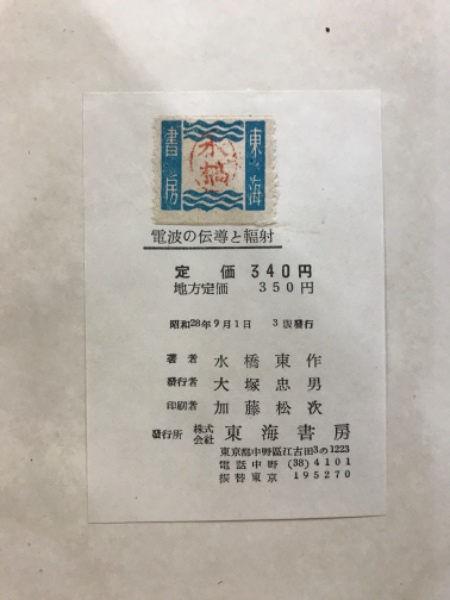 東海
書房
水橋
電波の伝導と輻射
定価 340円
地方定価 350円
昭和28年9月1日 3版發行
著者 水橋東作
發行者 大塚忠男
印刷者 加藤松次
發行所 株式会社 東海書房
東京都中野區江古田3の1223
電話中野 (38) 4101
振替東京 195270